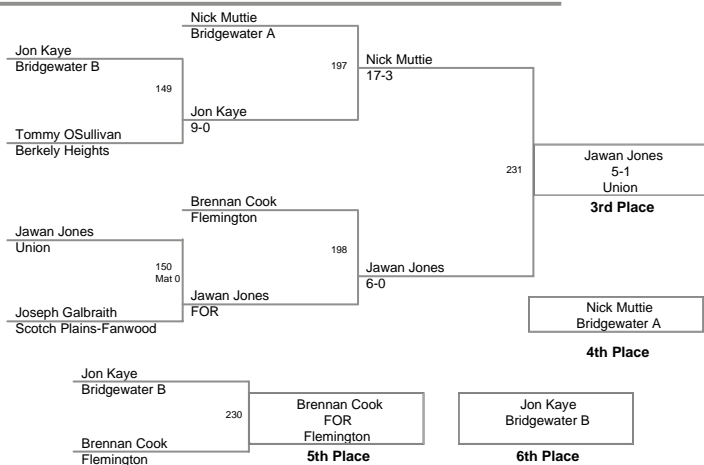 Nick Muttie
Bridgewater A
Jon Kaye
Bridgewater B
197
Nick Muttie
17-3
149
Jon Kaye
9-0
Tommy OSullivan
Berkely Heights
231
Jawan Jones
5-1
Union
3rd Place
Brennan Cook
Flemington
Jawan Jones
Union
198
150
Mat 0
Jawan Jones
6-0
Jawan Jones
FOR
Joseph Galbraith
Scotch Plains-Fanwood
Nick Muttie
Bridgewater A
4th Place
Jon Kaye
Bridgewater B
230
Brennan Cook
FOR
Flemington
5th Place
Jon Kaye
Bridgewater B
6th Place
Brennan Cook
Flemington